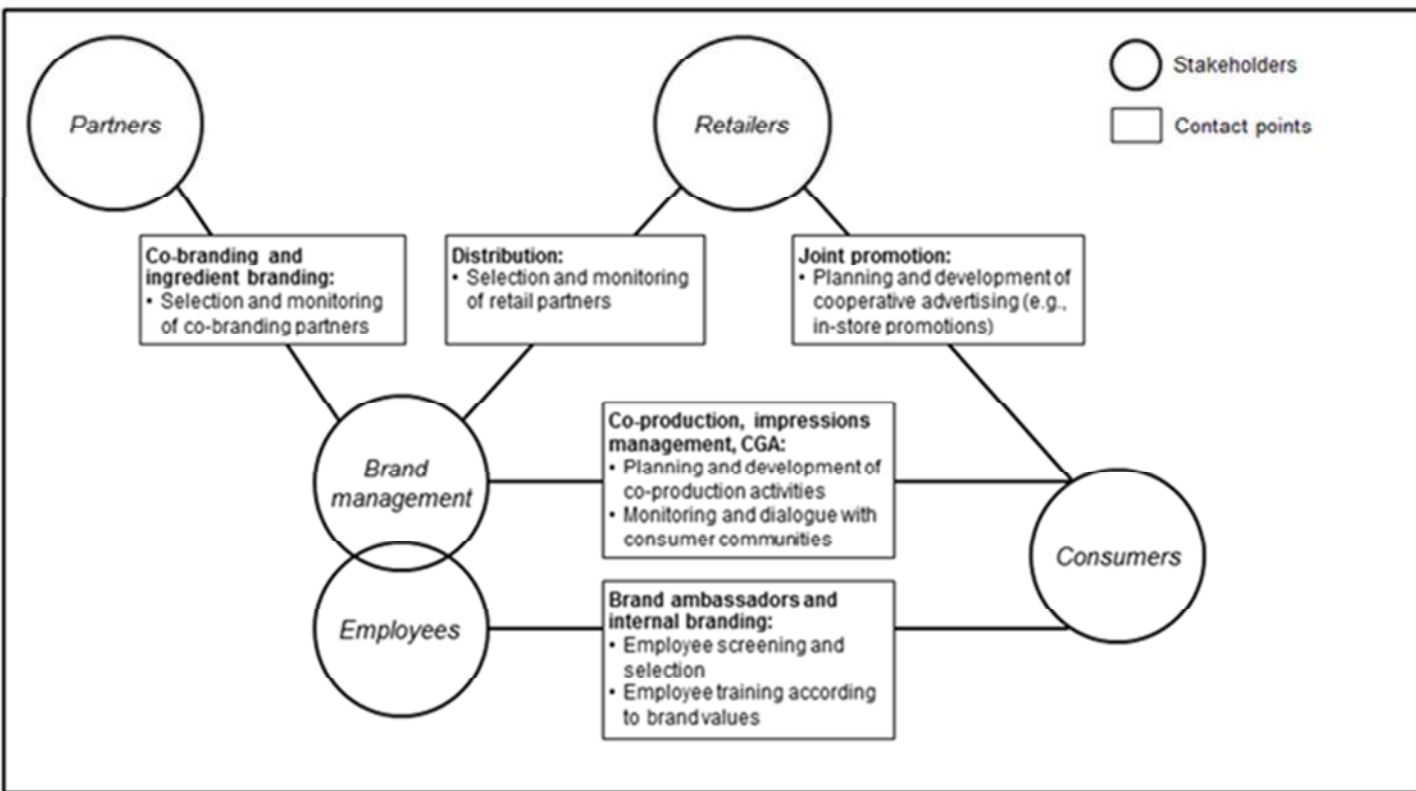 Partners
Retailers
Stakeholders
Contact points
Co-branding and
ingredient branding:
• Selection and monitoring
of co-branding partners
Distribution:
• Selection and monitoring
of retail partners
Joint promotion:
• Planning and development of
cooperative advertising (e.g.,
in-store promotions)
Brand
management
Co-production, impressions
management, CGA:
• Planning and development of
co-production activities
• Monitoring and dialogue with
consumer communities
Consumers
Employees
Brand ambassadors and
internal branding:
• Employee screening and
selection
• Employee training according
to brand values